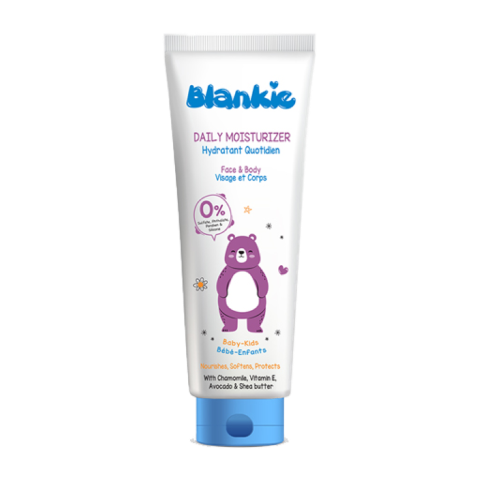 Blankie
DAILY MOISTURIZER
Hydratant Quotidien
Face & Body
Visage et Corps
0%
Baby-Kids
Bébé-Enfants
Nourishes, Softens, Protects
With Chamomile, Vitamin E,
Avocado & Shea butter